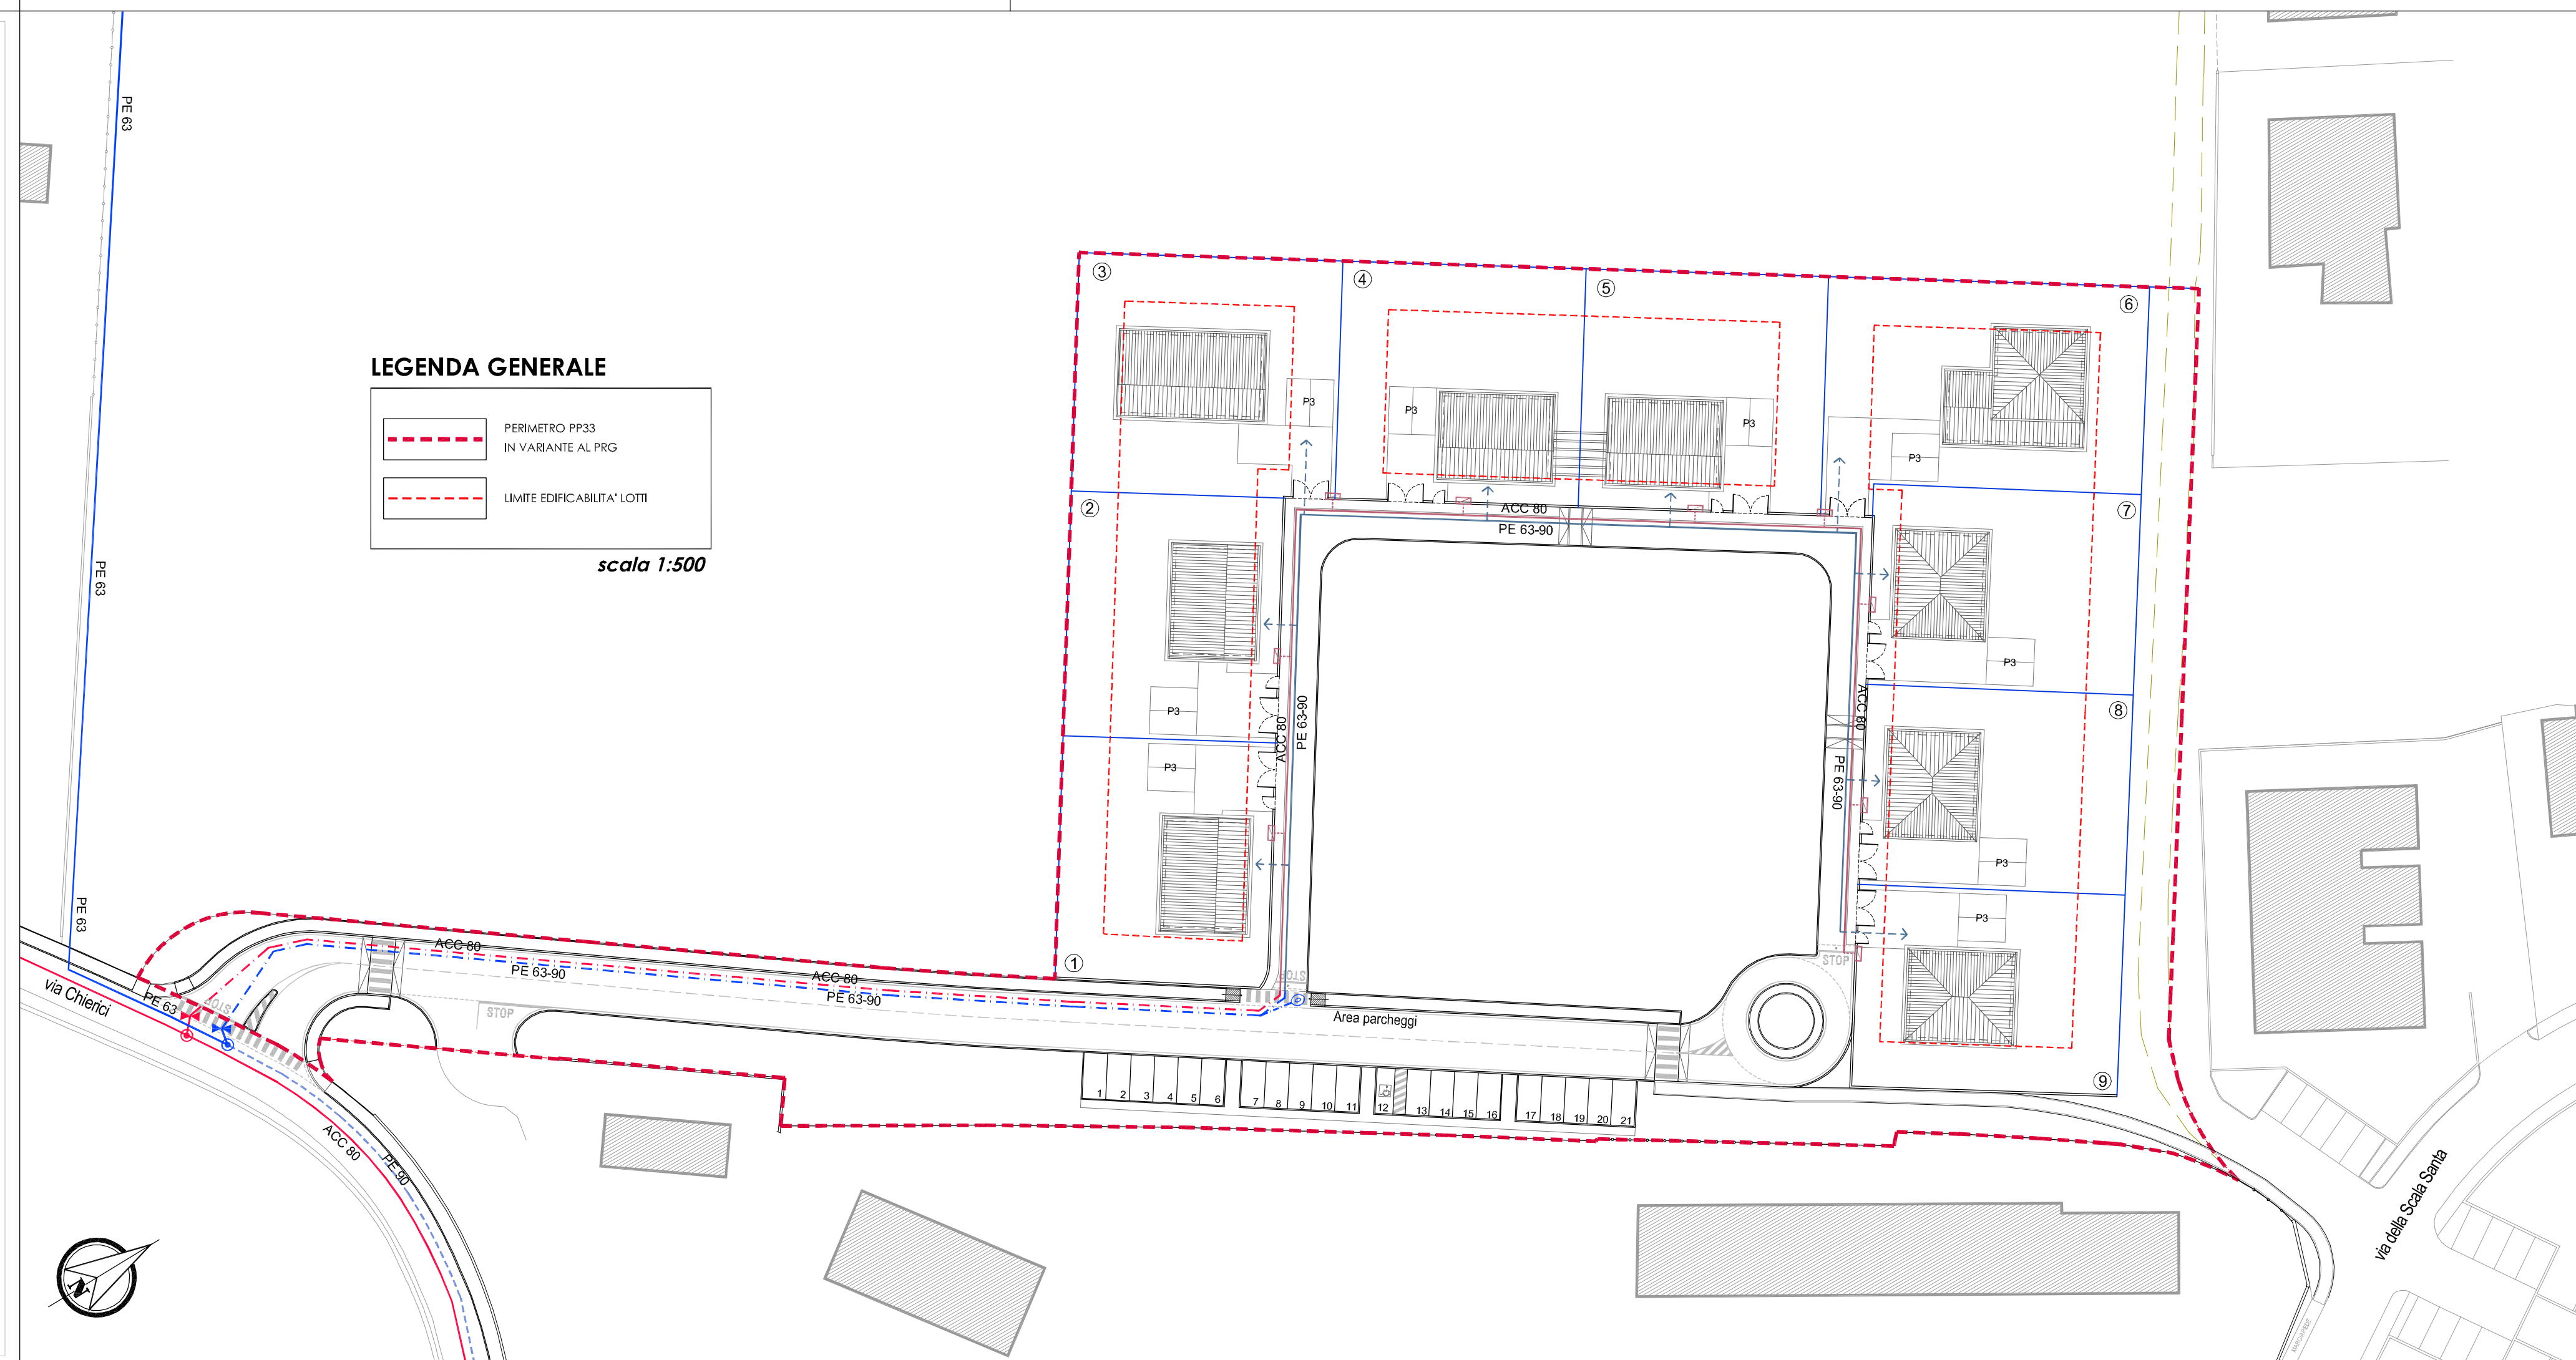 PE 63
LEGENDA GENERALE
PERIMETRO PP33
IN VARIANTE AL PRG
LIMITE EDIFICABILITA' LOTTI
scala 1:500
3
4
5
6
P3
P3
P3
P3
2
ACC 80
PE 63-90
7
PE 63
P3
P3
ACC 80
PE 63-90
ACC 80
PE 63-90
8
P3
P3
P3
PE 63
ACC 80
PE 63-90
ACC 80
PE 63-90
1
STOP
STOP
via Chierici
PE 63
STOP
STOP
Area parcheggi
9
1 2 3 4 5 6 7 8 9 10 11 12 13 14 15 16 17 18 19 20 21
ACC 80
PE 90
via della Scala Santa
N
MARCIAPIEDE